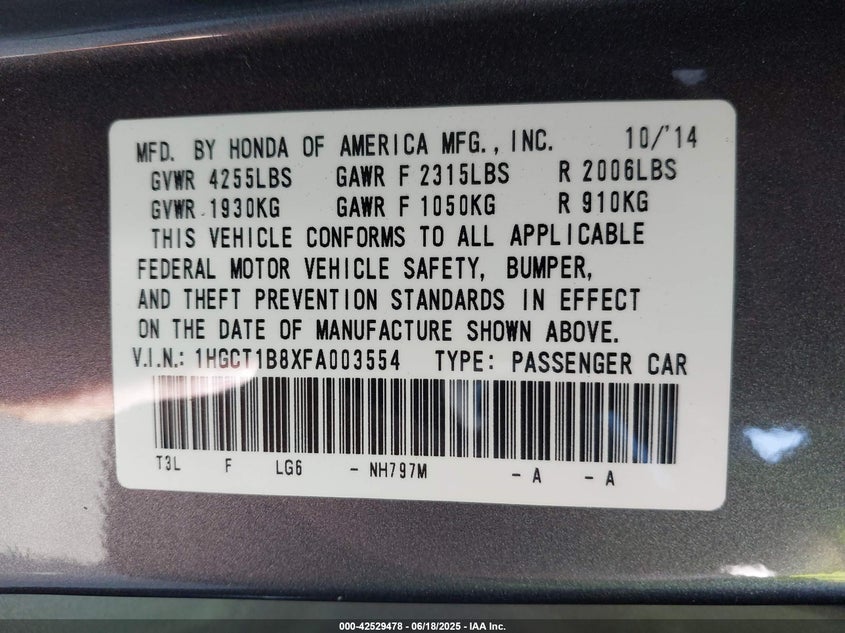 MFD. BY HONDA OF AMERICA MFG., INC. 10/'14
GVWR 4255LBS GAWR F 2315LBS R 2006LBS
GVWR 1930KG GAWR F 1050KG R 910KG
THIS VEHICLE CONFORMS TO ALL APPLICABLE
FEDERAL MOTOR VEHICLE SAFETY, BUMPER,
AND THEFT PREVENTION STANDARDS IN EFFECT
ON THE DATE OF MANUFACTURE SHOWN ABOVE.
V.I.N.: 1HGCT1B8XFA003554 TYPE: PASSENGER CAR
T3L F LG6 - NH797M - A - A
000-42529478 - 06/18/2025 - IAA Inc.